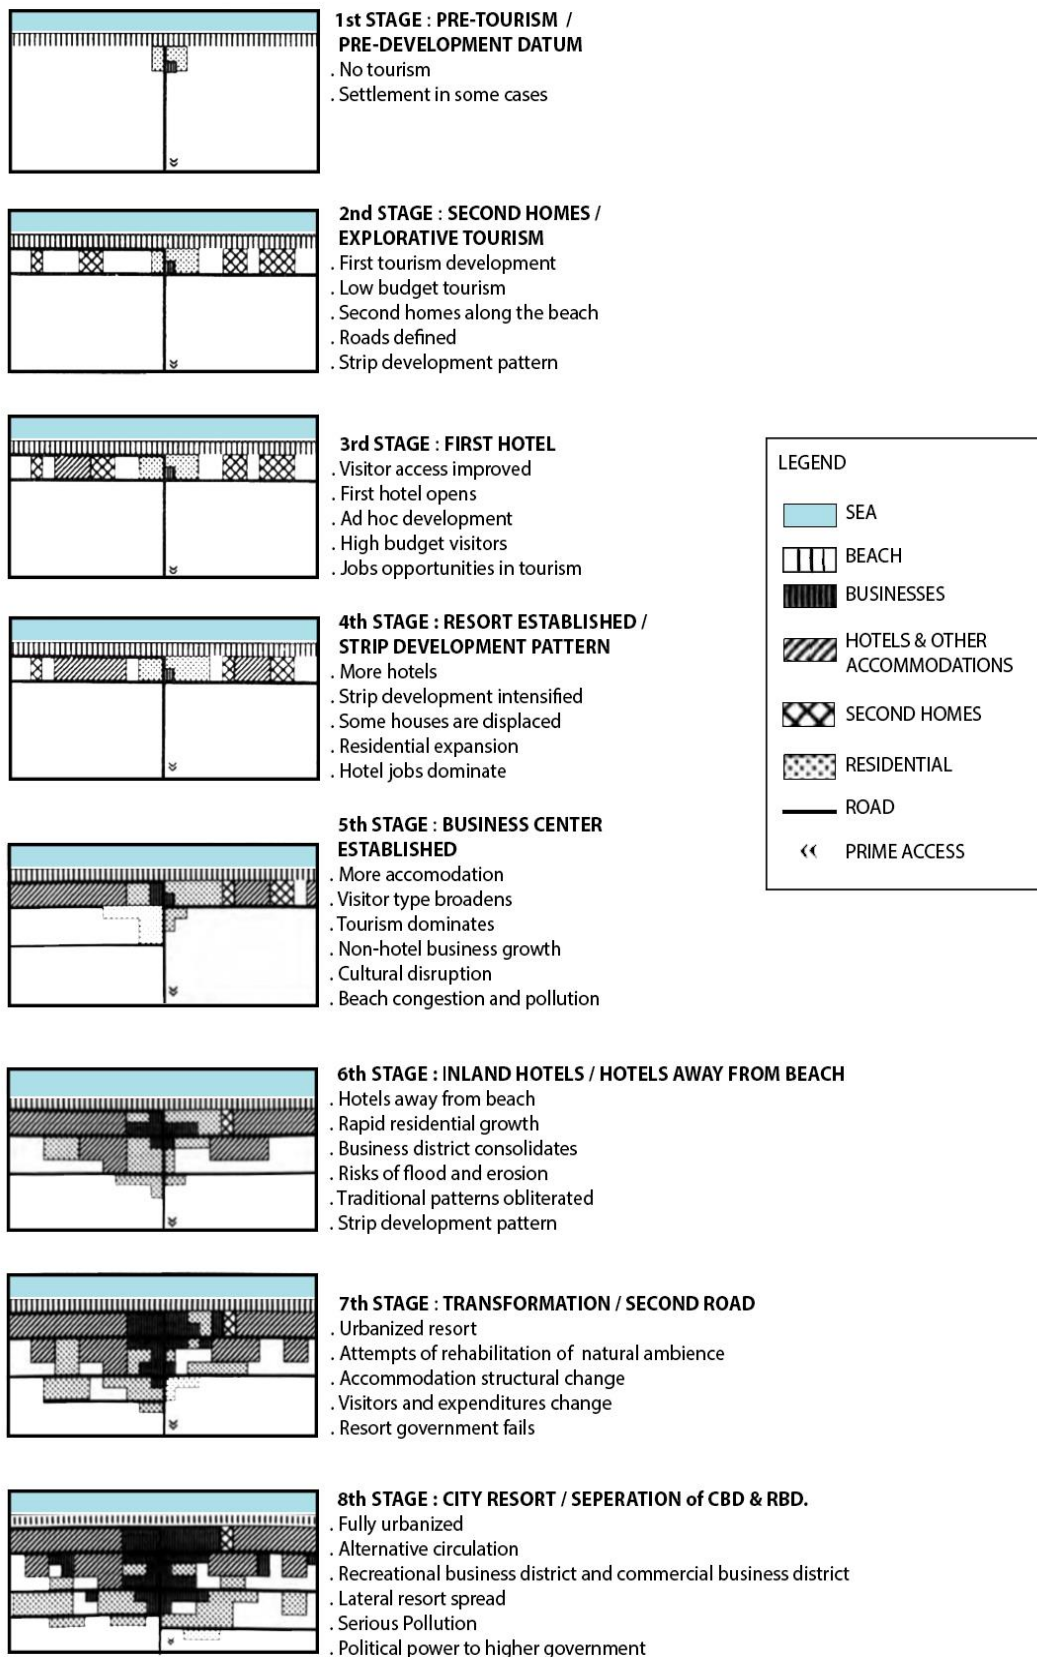 1st STAGE : PRE-TOURISM /
PRE-DEVELOPMENT DATUM
. No tourism
. Settlement in some cases
2nd STAGE : SECOND HOMES /
EXPLORATIVE TOURISM
. First tourism development
. Low budget tourism
. Second homes along the beach
. Roads defined
. Strip development pattern
3rd STAGE : FIRST HOTEL
. Visitor access improved
. First hotel opens
. Ad hoc development
. High budget visitors
. Jobs opportunities in tourism
LEGEND
SEA
BEACH
BUSINESSES
HOTELS & OTHER
ACCOMMODATIONS
SECOND HOMES
RESIDENTIAL
ROAD
PRIME ACCESS
4th STAGE : RESORT ESTABLISHED /
STRIP DEVELOPMENT PATTERN
. More hotels
. Strip development intensified
. Some houses are displaced
. Residential expansion
. Hotel jobs dominate
5th STAGE : BUSINESS CENTER
ESTABLISHED
. More accomodation
. Visitor type broadens
. Tourism dominates
. Non-hotel business growth
. Cultural disruption
. Beach congestion and pollution
6th STAGE : INLAND HOTELS / HOTELS AWAY FROM BEACH
. Hotels away from beach
. Rapid residential growth
. Business district consolidates
. Risks of flood and erosion
. Traditional patterns obliterated
. Strip development pattern
7th STAGE : TRANSFORMATION / SECOND ROAD
. Urbanized resort
. Attempts of rehabilitation of natural ambience
. Accommodation structural change
. Visitors and expenditures change
. Resort government fails
8th STAGE : CITY RESORT / SEPERATION of CBD & RBD.
. Fully urbanized
. Alternative circulation
. Recreational business district and commercial business district
. Lateral resort spread
. Serious Pollution
. Political power to higher government